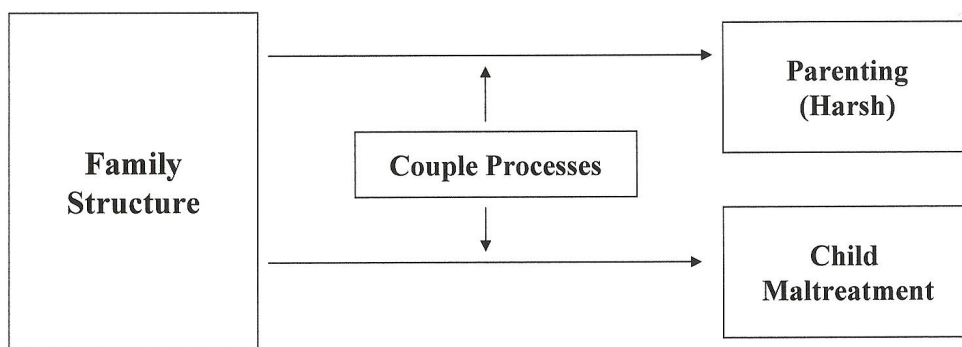 Family
Structure
Couple Processes
Parenting
(Harsh)
Child
Maltreatment